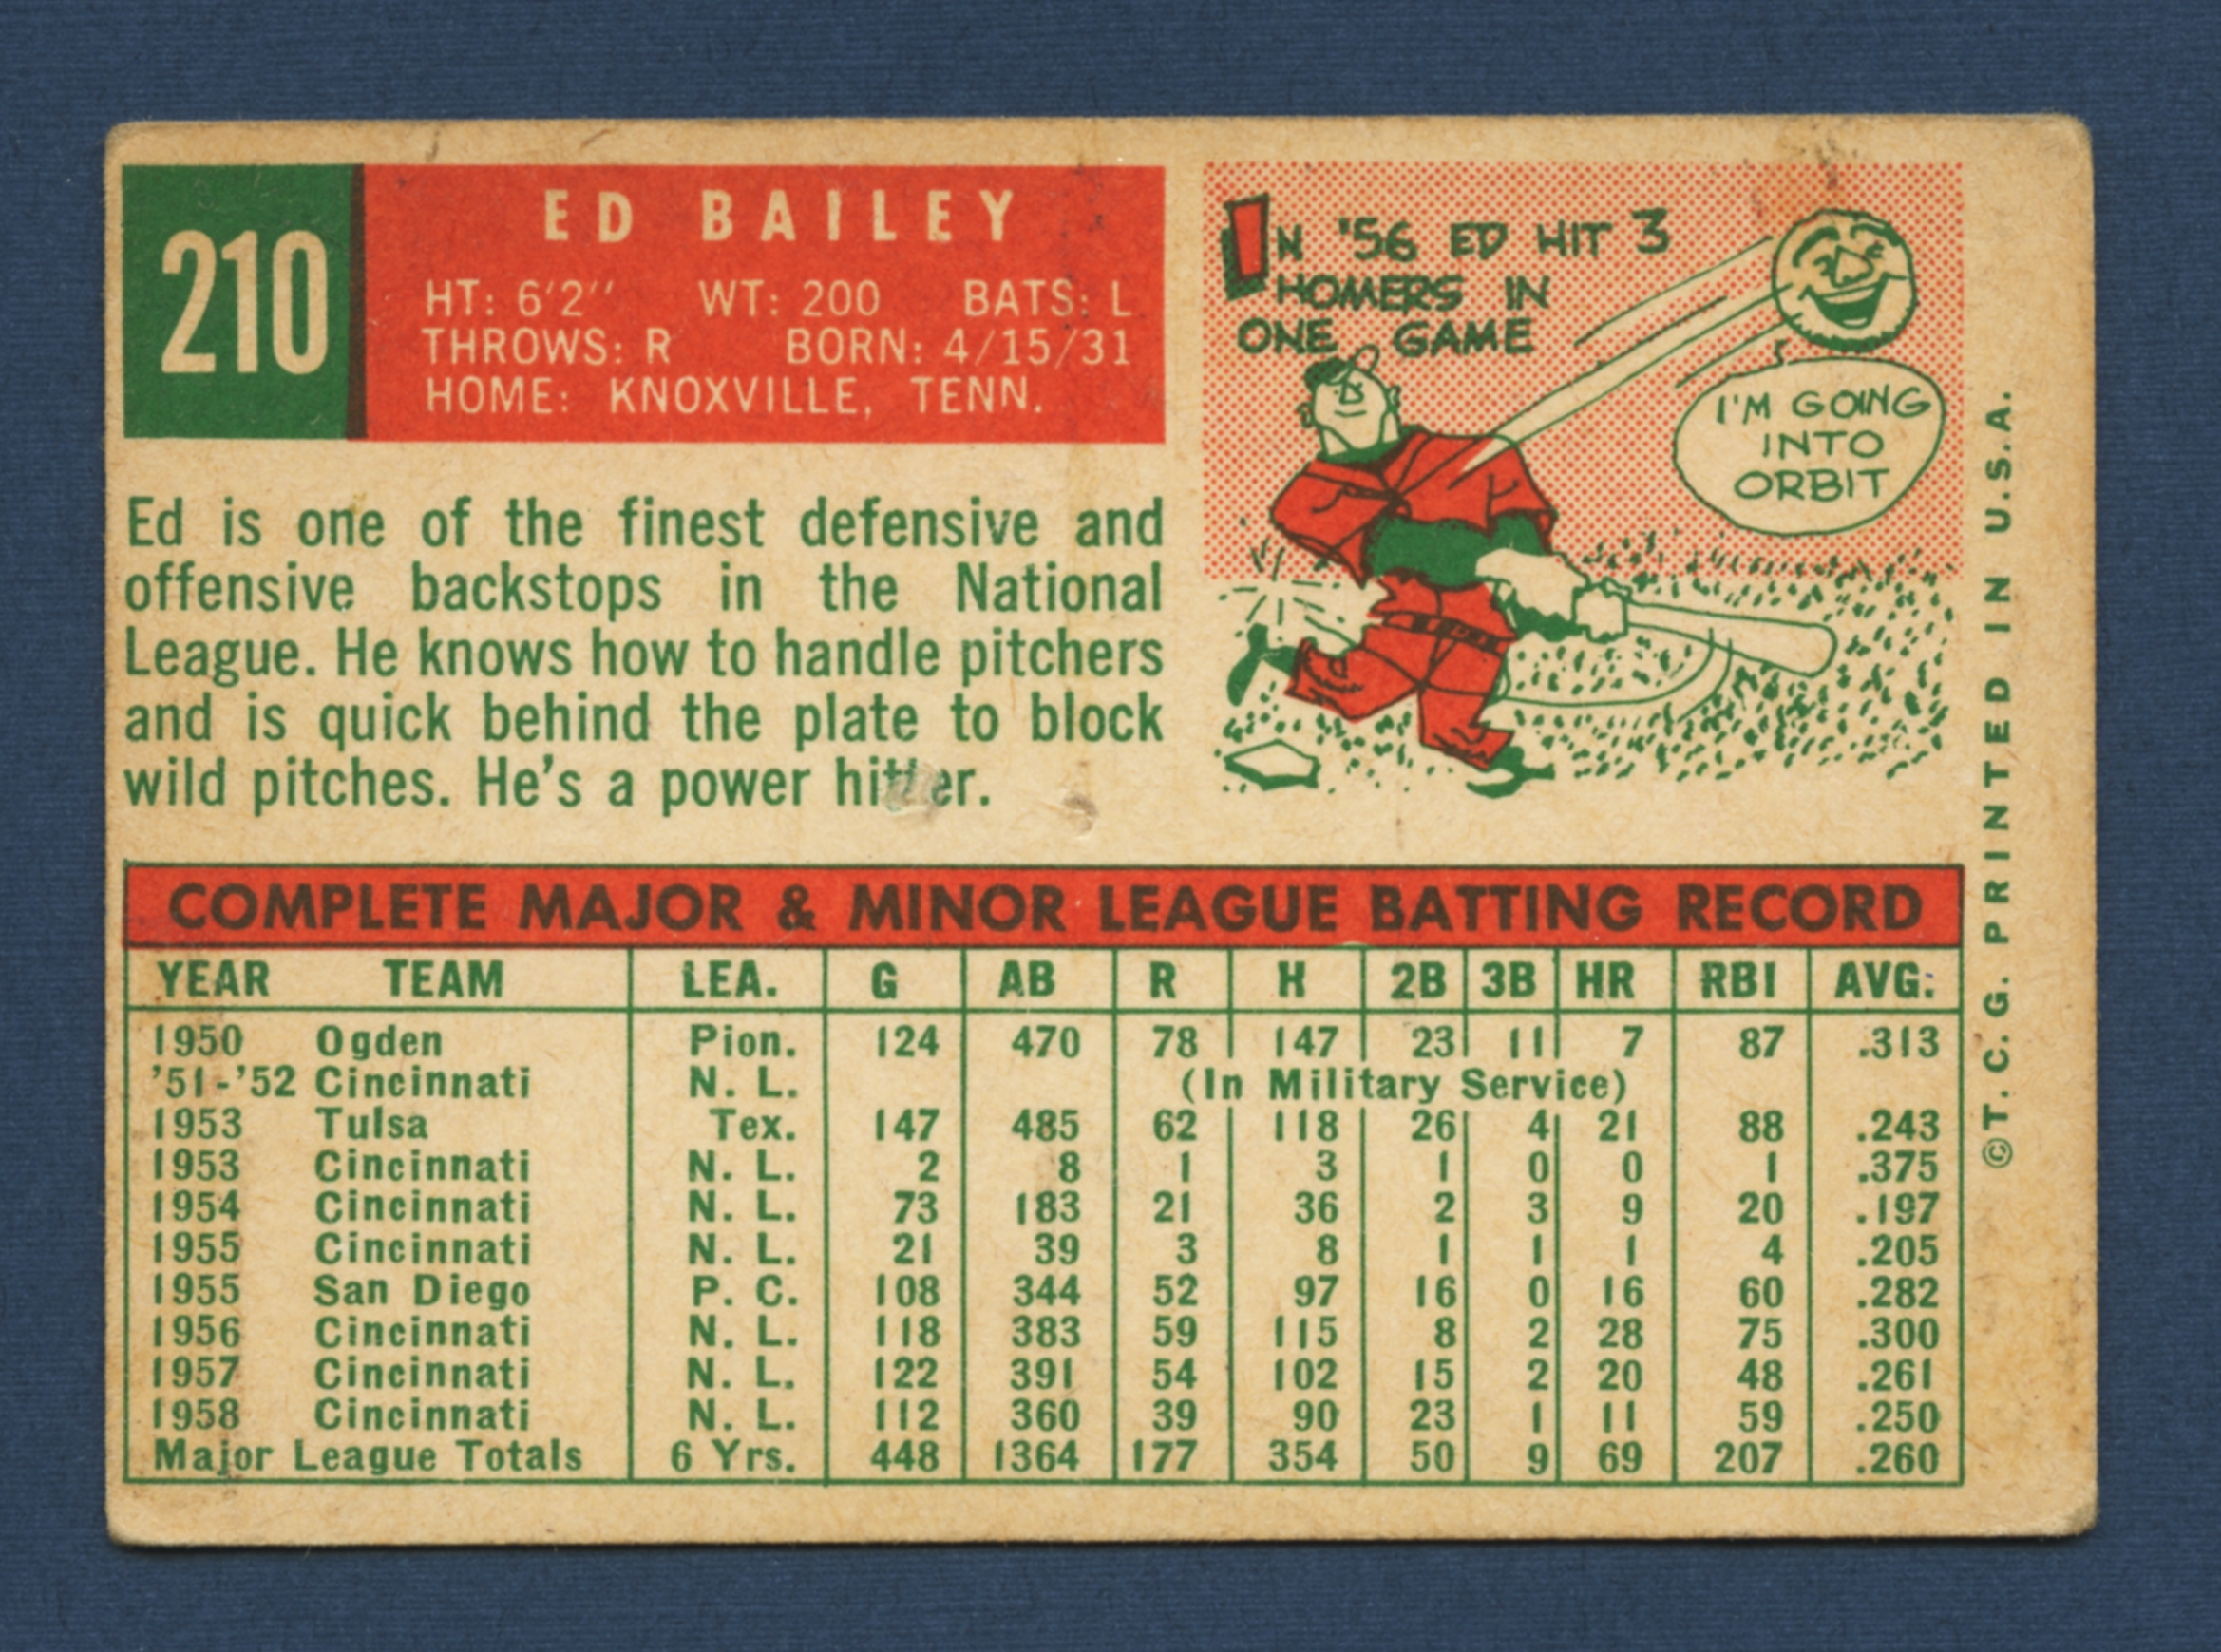 210
ED BAILEY
HT: 6'2" WT: 200 BATS: L
THROWS: R BORN: 4/15/31
HOME: KNOXVILLE, TENN.
Ed is one of the finest defensive and
offensive backstops in the National
League. He knows how to handle pitchers
and is quick behind the plate to block
wild pitches. He's a power hitter.
IN '56 ED HIT 3
HOMERS IN
ONE GAME
I'M GOING
INTO
ORBIT
COMPLETE MAJOR & MINOR LEAGUE BATTING RECORD
YEAR TEAM LEA. G AB R H 2B 3B HR RBI AVG.
1950 Ogden Pion. 124 470 78 147 23 11 7 87 .313
'51-'52 Cincinnati N. L. (In Military Service)
1953 Tulsa Tex. 147 485 62 118 26 4 21 88 .243
1953 Cincinnati N. L. 2 8 1 3 1 0 0 1 .375
1954 Cincinnati N. L. 73 183 21 36 2 3 9 20 .197
1955 Cincinnati N. L. 21 39 3 8 1 1 1 4 .205
1955 San Diego P. C. 108 344 52 97 16 0 16 60 .282
1956 Cincinnati N. L. 118 383 59 115 8 2 28 75 .300
1957 Cincinnati N. L. 122 391 54 102 15 2 20 48 .261
1958 Cincinnati N. L. 112 360 39 90 23 1 11 59 .250
Major League Totals 6 Yrs. 448 1364 177 354 50 9 69 207 .260
©T. C. G. PRINTED IN U.S.A.